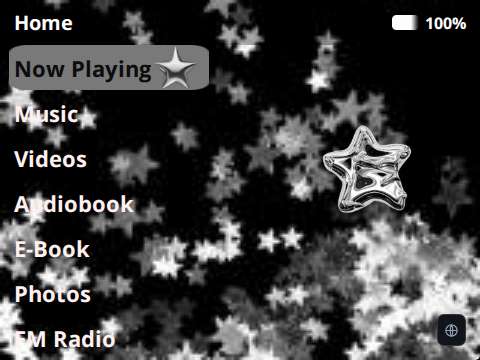 Home
100%
Now Playing
Music
Videos
Audiobook
E-Book
Photos
FM Radio